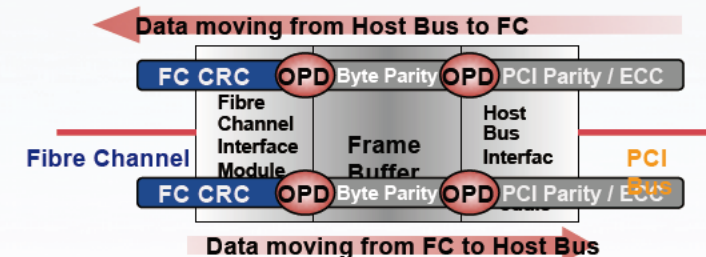 Data moving from Host Bus to FC
FC CRC OPD Byte Parity OPD PCI Parity / ECC
Fibre
Channel
Interface
Module
Frame
Buffer
Host
Bus
Interfac
Fibre Channel
PCI
Bus
FC CRC OPD Byte Parity OPD PCI Parity / ECC
Data moving from FC to Host Bus